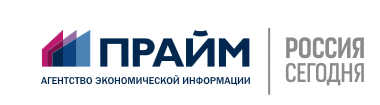 ПРАЙМ
АГЕНТСТВО ЭКОНОМИЧЕСКОЙ ИНФОРМАЦИИ
РОССИЯ
СЕГОДНЯ